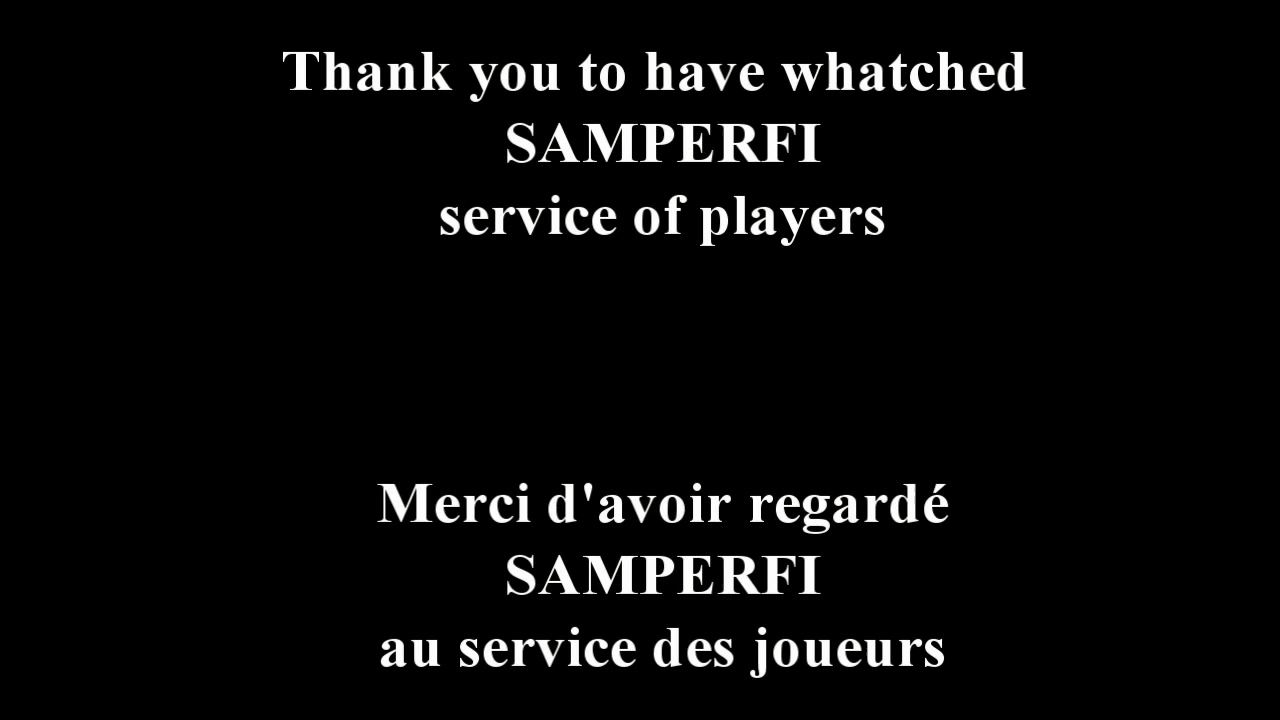 Thank you to have whatched
SAMPERFI
service of players
Merci d'avoir regardé
SAMPERFI
au service des joueurs